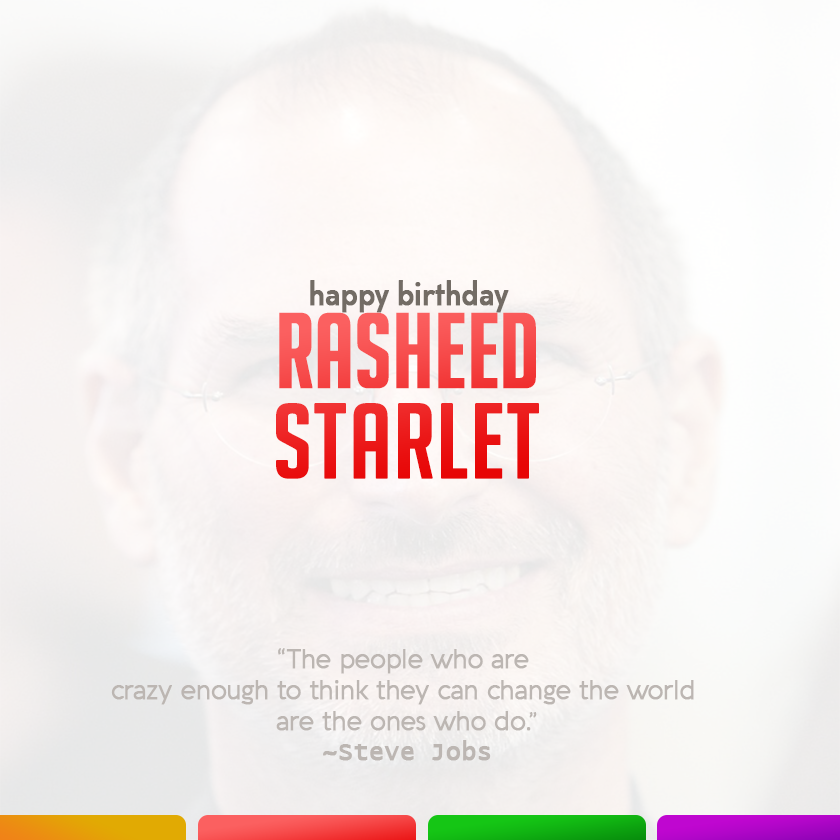 happy birthday
RASHEED
STARLET
“The people who are
crazy enough to think they can change the world
are the ones who do.”
~Steve Jobs